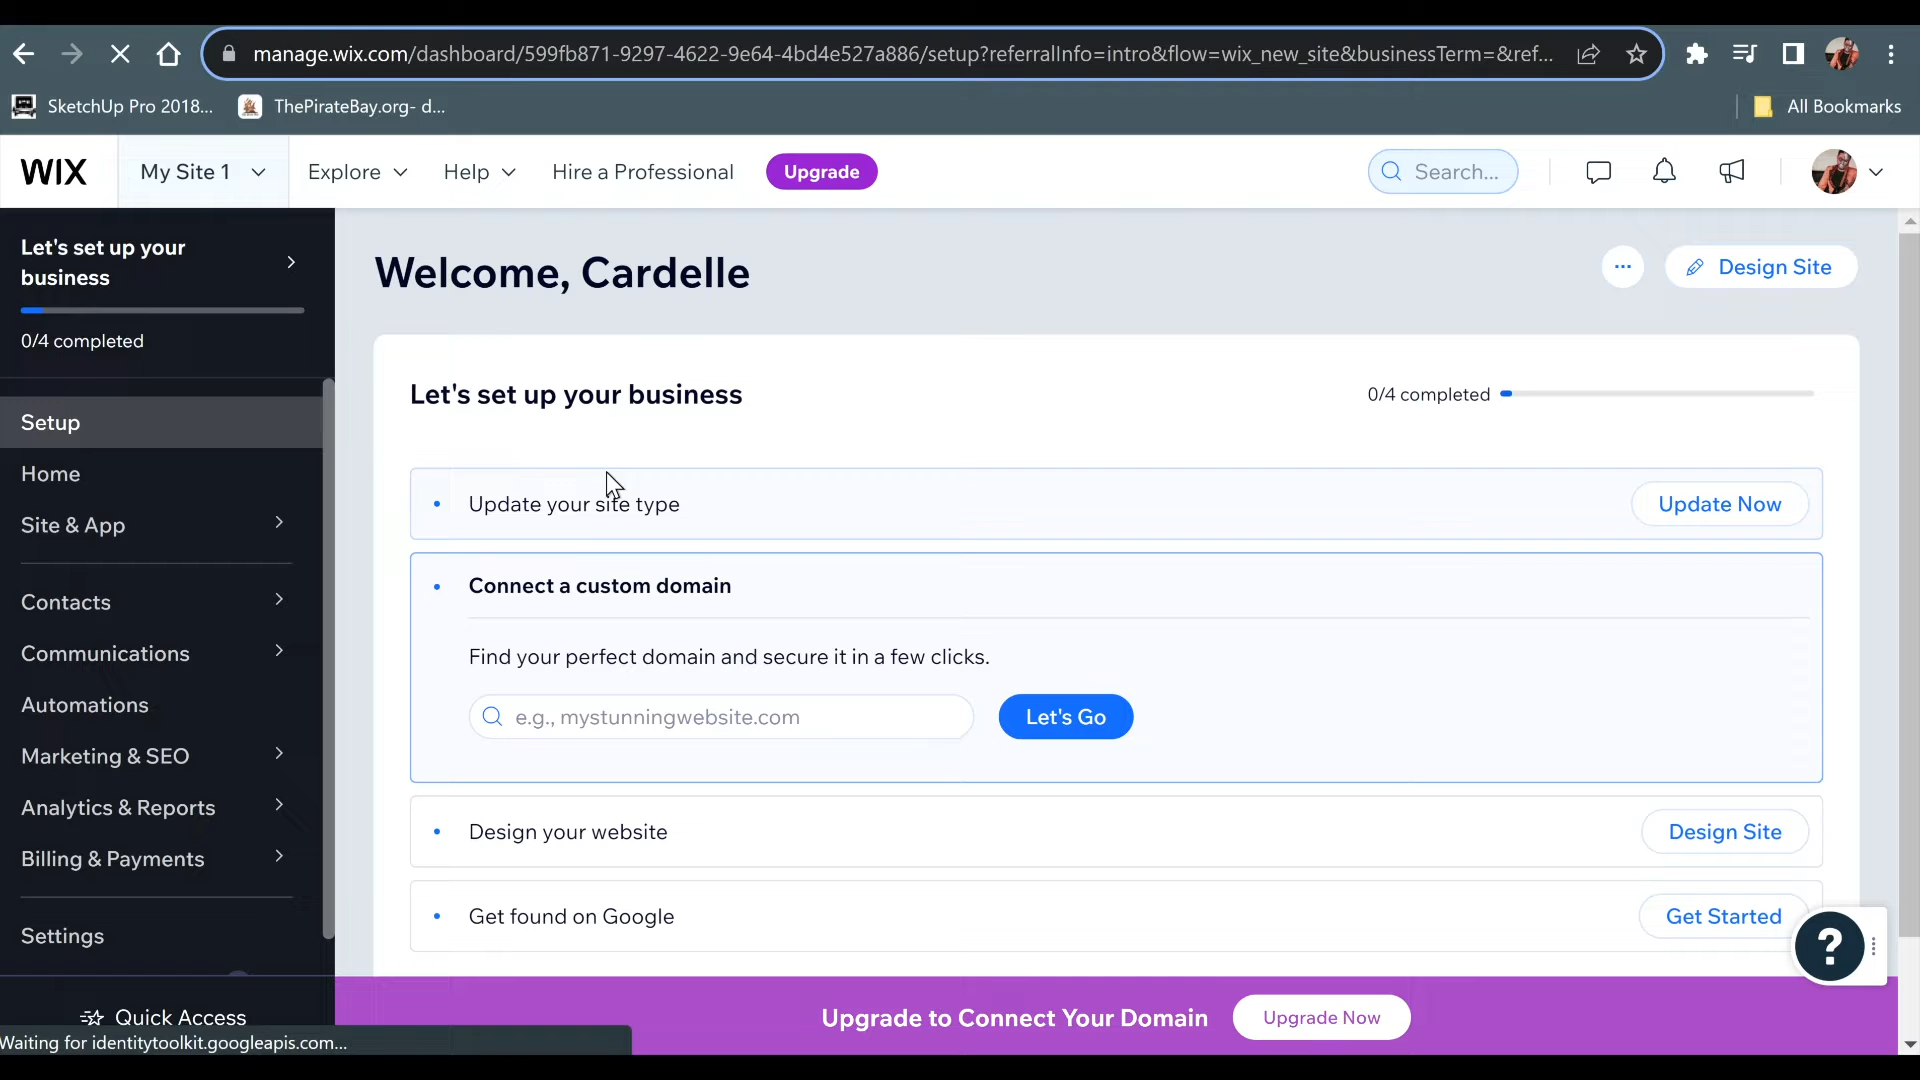 manage.wix.com/dashboard/599fb871-9297-4622-9e64-4bd4e527a886/setup?referralInfo=intro&flow=wix_new_site&businessTerm=&ref...
SketchUp Pro 2018...
ThePirateBay.org- d...
All Bookmarks
WIX
My Site 1
Explore
Help
Hire a Professional
Upgrade
Search...
Let's set up your
business
0/4 completed
Setup
Home
Site & App
Contacts
Communications
Automations
Marketing & SEO
Analytics & Reports
Billing & Payments
Settings
Quick Access
Waiting for identitytoolkit.googleapis.com...
Welcome, Cardelle
...
Design Site
Let's set up your business
0/4 completed
Update your site type
Update Now
Connect a custom domain
Find your perfect domain and secure it in a few clicks.
e.g., mystunningwebsite.com
Let's Go
Design your website
Design Site
Get found on Google
Get Started
?
Upgrade to Connect Your Domain
Upgrade Now